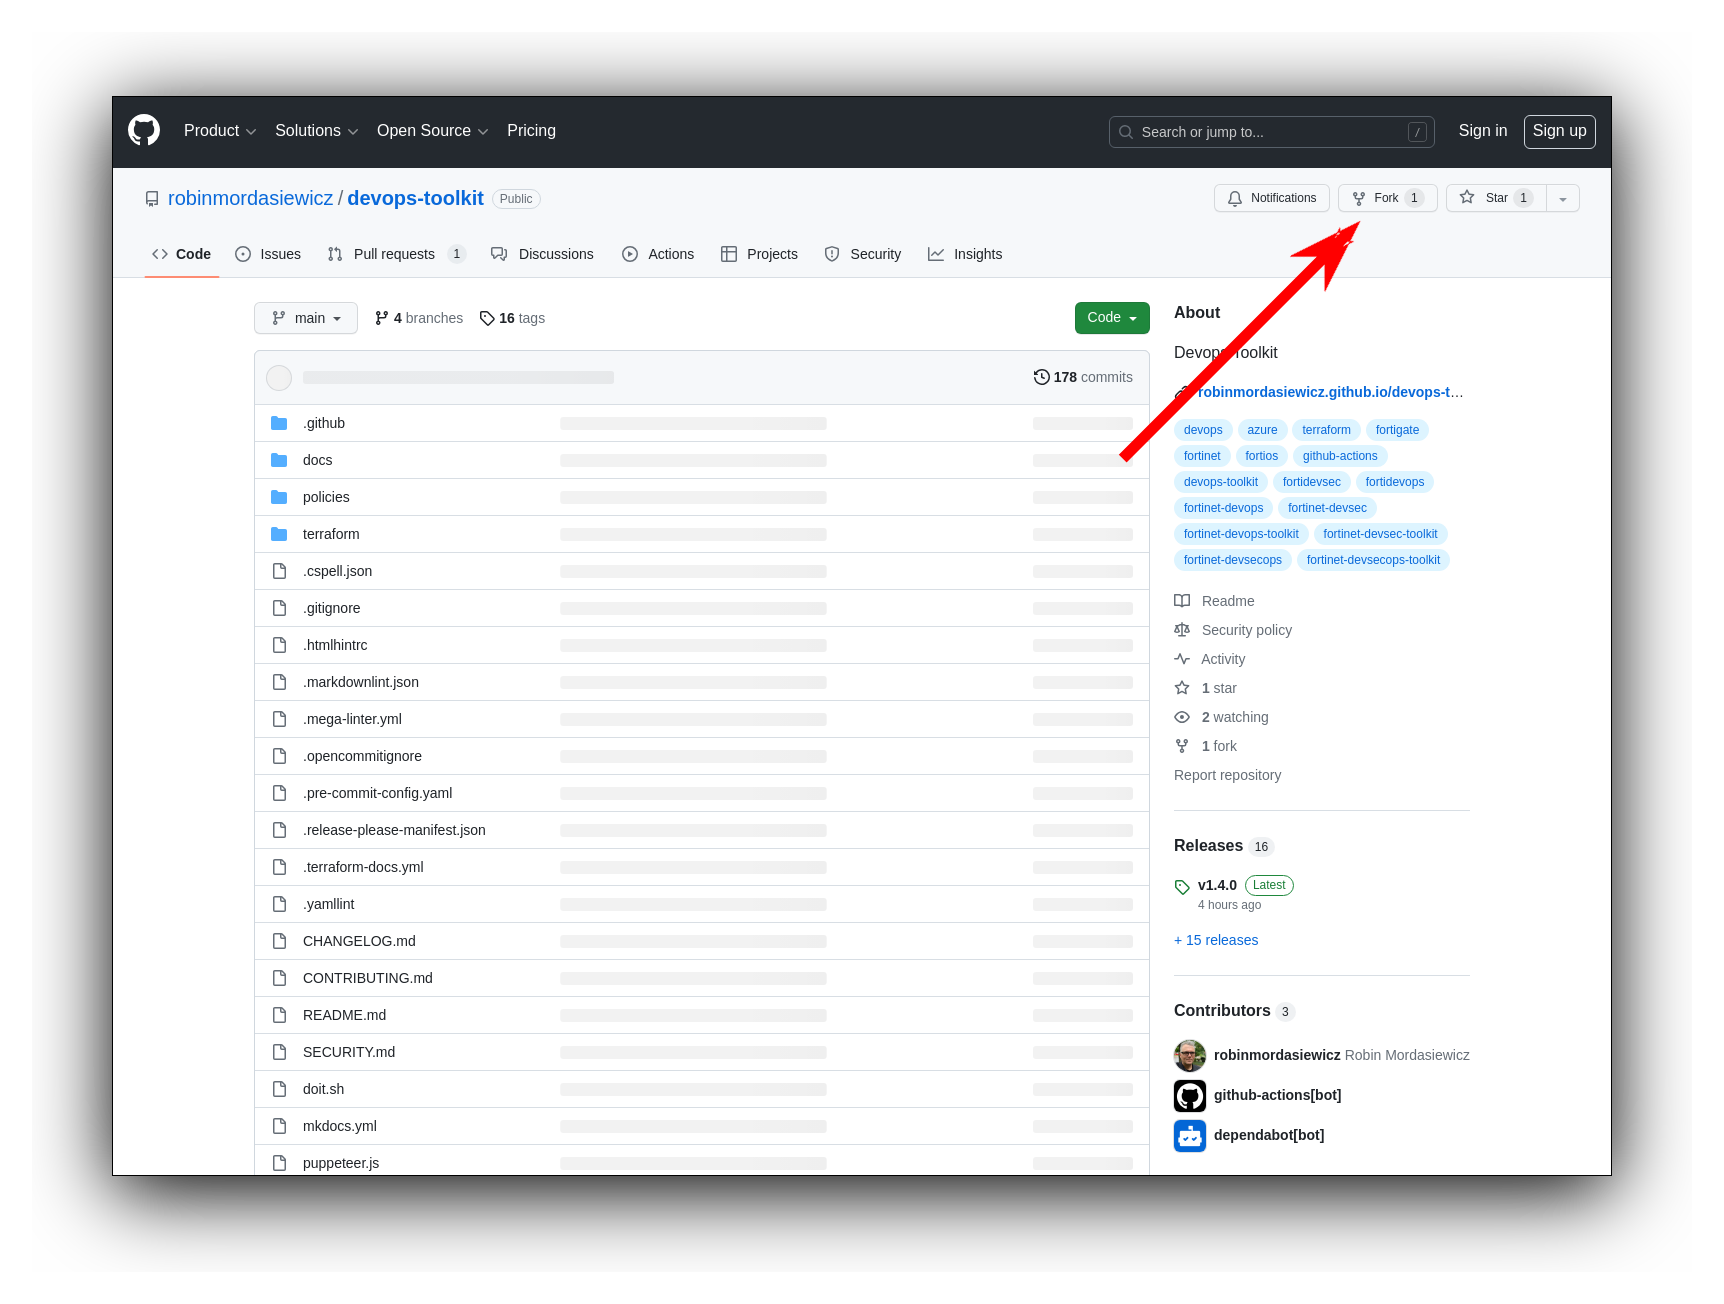 Product Solutions Open Source Pricing Search or jump to... / Sign in Sign up
robinmordasiewicz / devops-toolkit Public Notifications Fork 1 Star 1
Code Issues Pull requests 1 Discussions Actions Projects Security Insights
main 4 branches 16 tags Code
178 commits
.github
docs
policies
terraform
.cspell.json
.gitignore
.htmlhintrc
.markdownlint.json
.mega-linter.yml
.opencommitignore
.pre-commit-config.yaml
.release-please-manifest.json
.terraform-docs.yml
.yamllint
CHANGELOG.md
CONTRIBUTING.md
README.md
SECURITY.md
doit.sh
mkdocs.yml
puppeteer.js
About
Devops Toolkit
robinmordasiewicz.github.io/devops-t…
devops azure terraform fortigate
fortinet fortios github-actions
devops-toolkit fortidevsec fortidevops
fortinet-devops fortinet-devsec
fortinet-devops-toolkit fortinet-devsec-toolkit
fortinet-devsecops fortinet-devsecops-toolkit
Readme
Security policy
Activity
1 star
2 watching
1 fork
Report repository
Releases 16
v1.4.0 Latest
4 hours ago
+ 15 releases
Contributors 3
robinmordasiewicz Robin Mordasiewicz
github-actions[bot]
dependabot[bot]